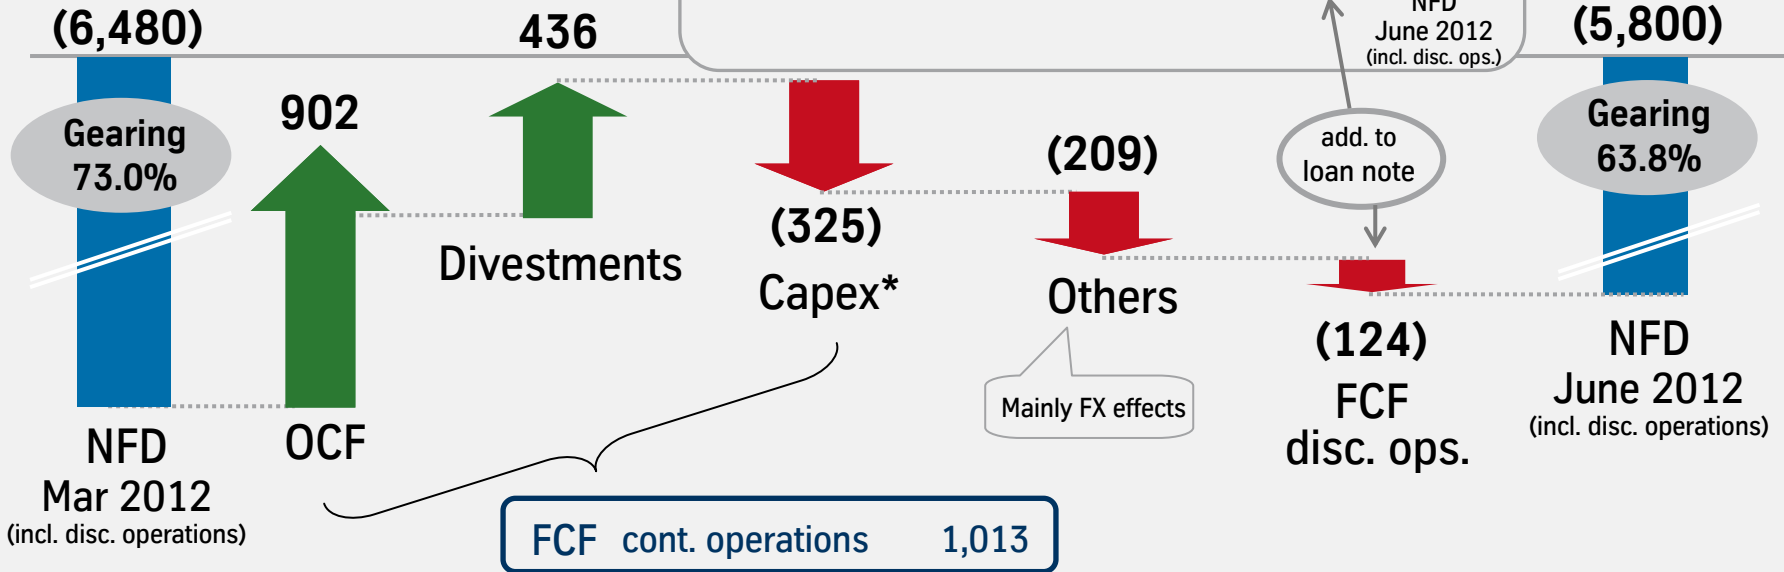 (6,480)
436
NFD
June 2012
(incl. disc. ops.)
(5,800)
Gearing
73.0%
902
(209)
add. to
loan note
Gearing
63.8%
Divestments
(325)
Capex*
Others
(124)
FCF
disc. ops.
NFD
June 2012
(incl. disc. operations)
Mainly FX effects
NFD
Mar 2012
(incl. disc. operations)
OCF
FCF cont. operations 1,013